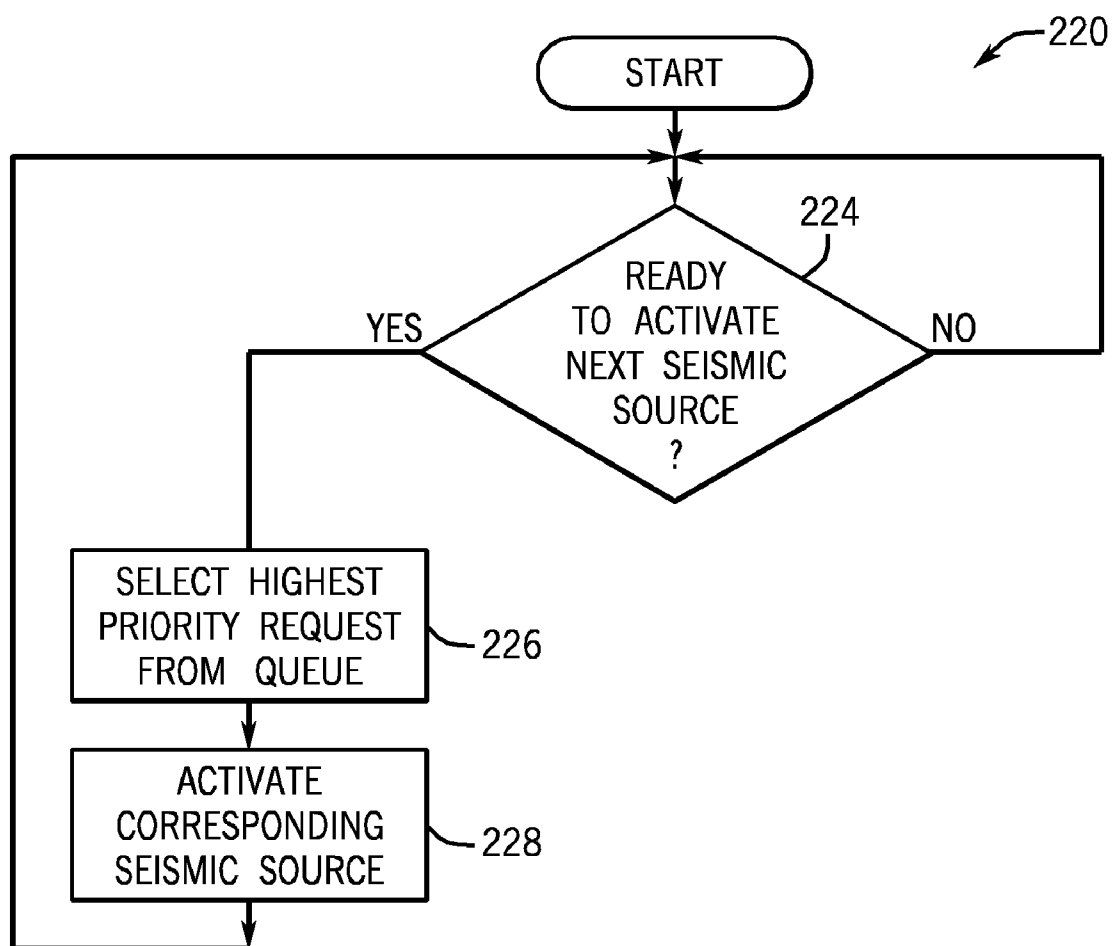 220
START
224
READY
TO ACTIVATE
NEXT SEISMIC
SOURCE
?
YES
NO
SELECT HIGHEST
PRIORITY REQUEST
FROM QUEUE
226
ACTIVATE
CORRESPONDING
SEISMIC SOURCE
228